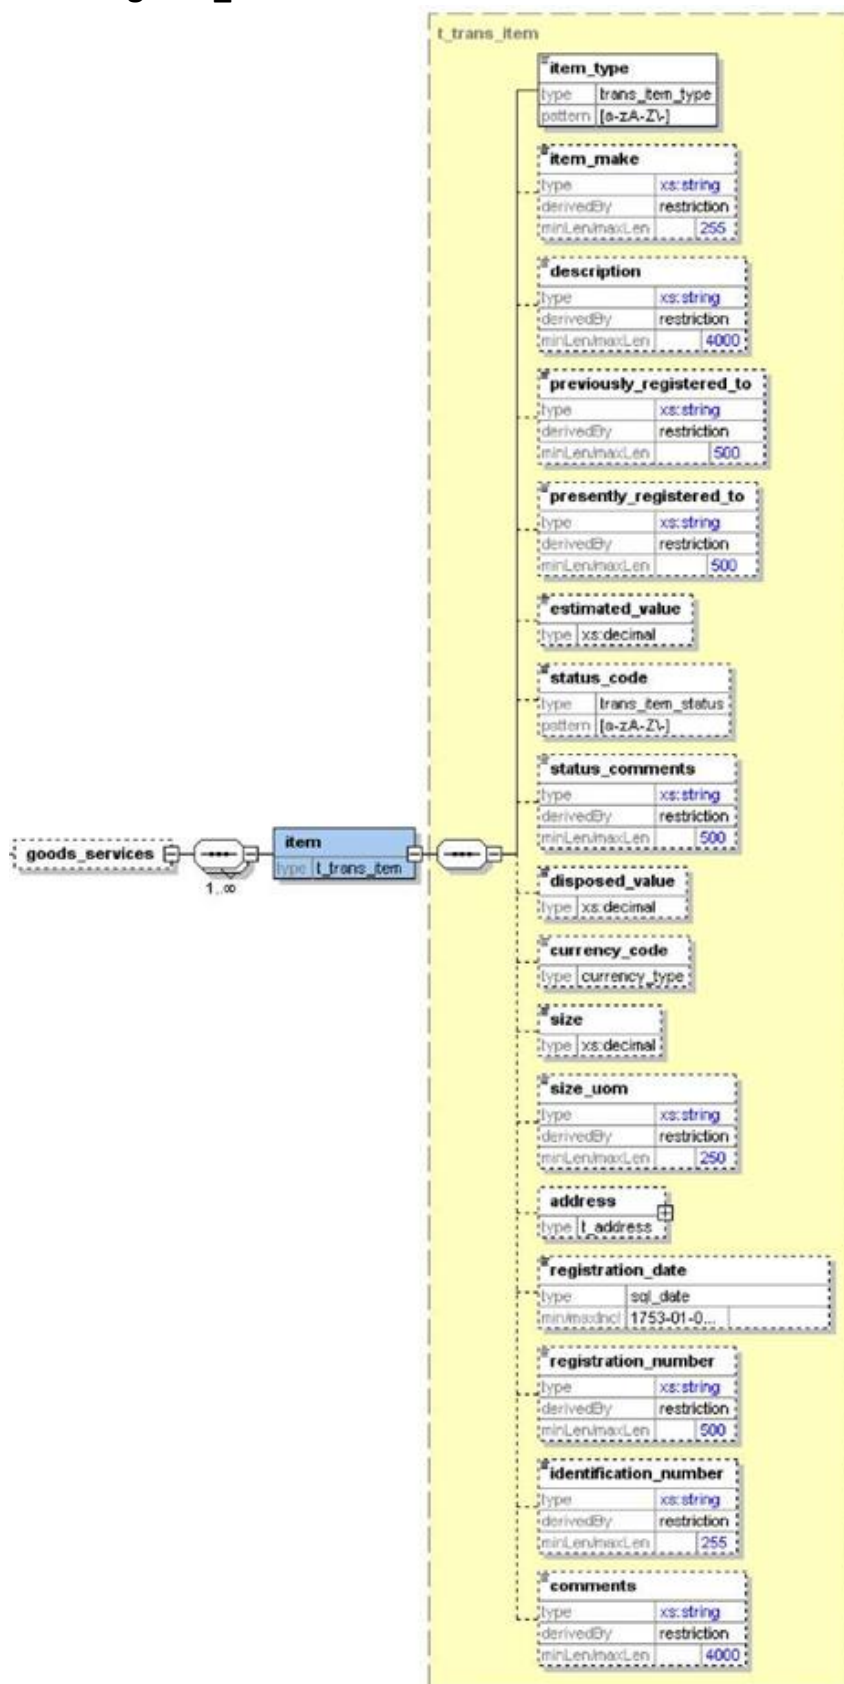 t_trans_item
item_type
type trans_item_type
pattern [a-zA-Z\-]
item_make
type xs:string
derivedBy restriction
minLen/maxLen 255
description
type xs:string
derivedBy restriction
minLen/maxLen 4000
previously_registered_to
type xs:string
derivedBy restriction
minLen/maxLen 500
presently_registered_to
type xs:string
derivedBy restriction
minLen/maxLen 500
estimated_value
type xs:decimal
status_code
type trans_item_status
pattern [a-zA-Z\-]
status_comments
type xs:string
derivedBy restriction
minLen/maxLen 500
goods_services
1..∞
item
type t_trans_item
disposed_value
type xs:decimal
currency_code
type currency_type
size
type xs:decimal
size_uom
type xs:string
derivedBy restriction
minLen/maxLen 250
address
type t_address
registration_date
type sql_date
min/maxIncl 1753-01-0...
registration_number
type xs:string
derivedBy restriction
minLen/maxLen 500
identification_number
type xs:string
derivedBy restriction
minLen/maxLen 255
comments
type xs:string
derivedBy restriction
minLen/maxLen 4000